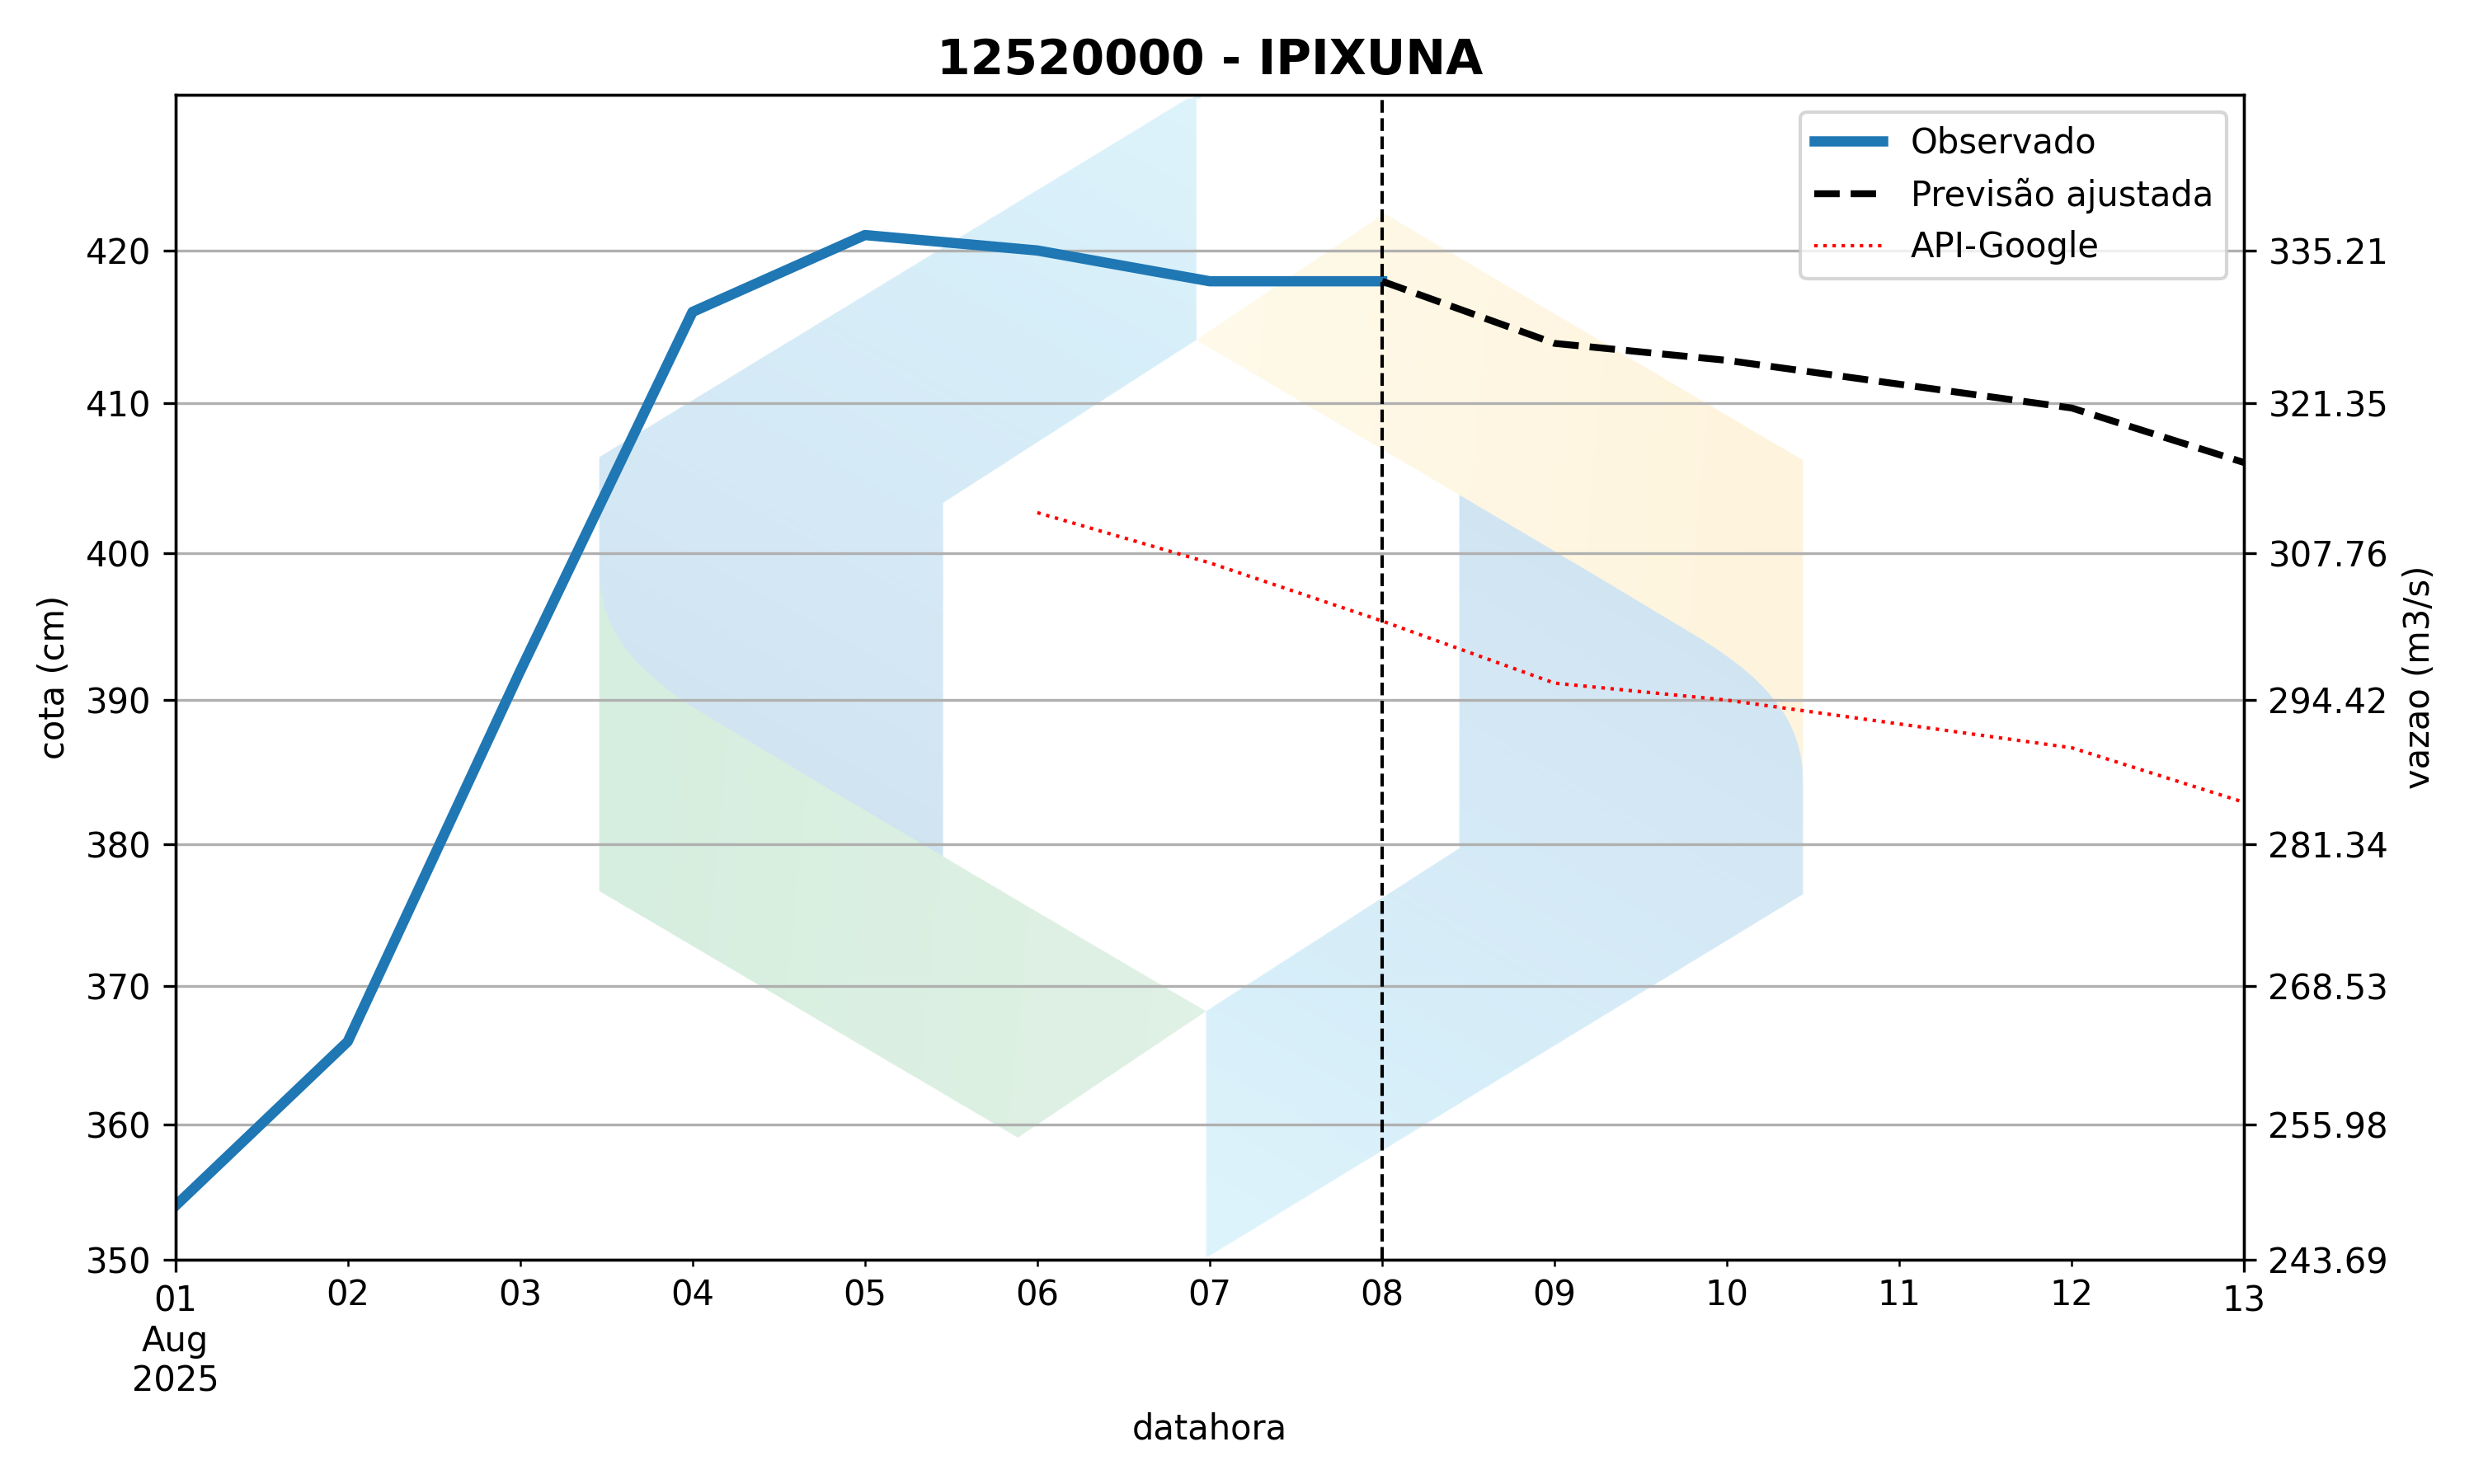 12520000 - IPIXUNA
Observado
Previsão ajustada
API-Google
420
410
400
390
380
370
360
350
cota (cm)
335.21
321.35
307.76
294.42
281.34
268.53
255.98
243.69
vazao (m3/s)
01 02 03 04 05 06 07 08 09 10 11 12 13
Aug
2025
datahora